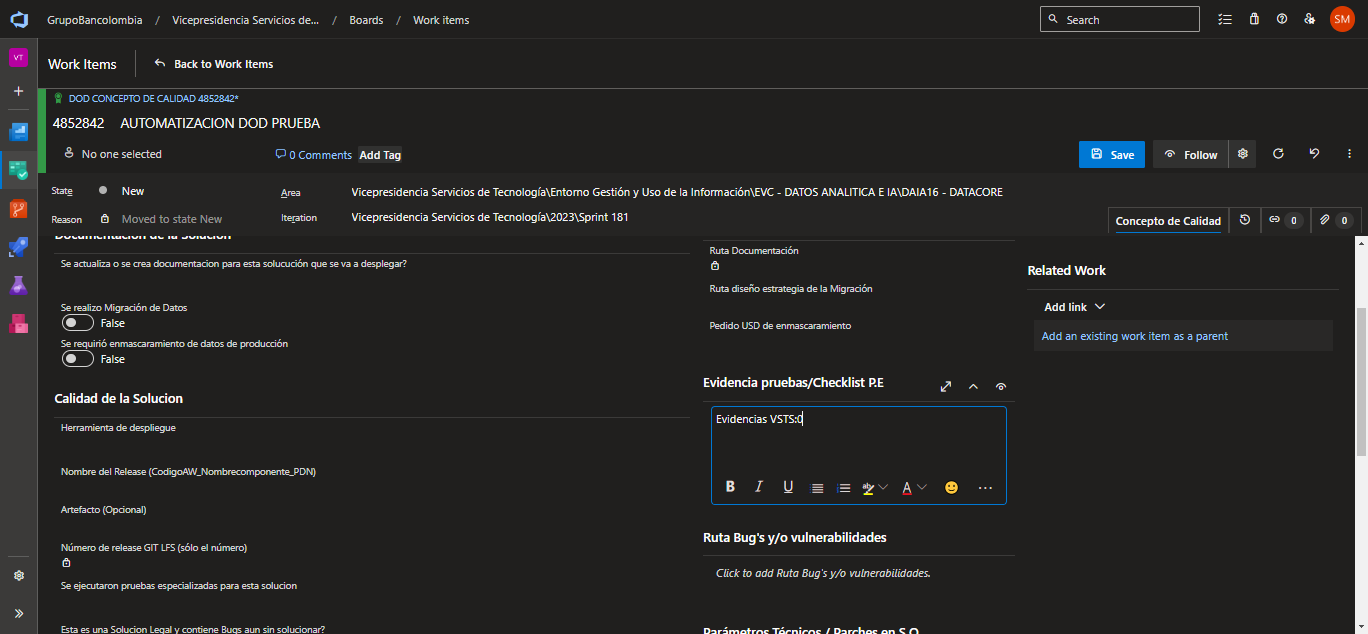 GrupoBancolombia / Vicepresidencia Servicios de... / Boards / Work items
Search
SM
VT
Work Items
Back to Work Items
DOD CONCEPTO DE CALIDAD 4852842*
4852842 AUTOMATIZACION DOD PRUEBA
No one selected
0 Comments
Add Tag
Save
Follow
State
New
Area
Vicepresidencia Servicios de Tecnología\Entorno Gestión y Uso de la Información\EVC - DATOS ANALITICA E IA\DAIA16 - DATACORE
Reason
Moved to state New
Iteration
Vicepresidencia Servicios de Tecnología\2023\Sprint 181
Concepto de Calidad
0
0
Documentación de la Solución
Se actualiza o se crea documentacion para esta solucución que se va a desplegar?
Se realizo Migración de Datos
False
Se requirió enmascaramiento de datos de producción
False
Calidad de la Solucion
Herramienta de despliegue
Nombre del Release (CodigoAW_Nombrecomponente_PDN)
Artefacto (Opcional)
Número de release GIT LFS (sólo el número)
Se ejecutaron pruebas especializadas para esta solucion
Esta es una Solucion Legal y contiene Bugs aun sin solucionar?
Ruta Documentación
Ruta diseño estrategia de la Migración
Pedido USD de enmascaramiento
Evidencia pruebas/Checklist P.E
Evidencias VSTS:0
B I U
A
Ruta Bug's y/o vulnerabilidades
Click to add Ruta Bug's y/o vulnerabilidades.
Parámetros Técnicos / Parches en S.O
Related Work
Add link
Add an existing work item as a parent